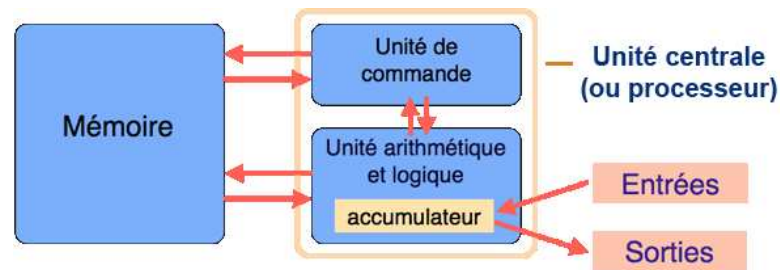 Mémoire
Unité de
commande
Unité centrale
(ou processeur)
Unité arithmétique
et logique
accumulateur
Entrées
Sorties